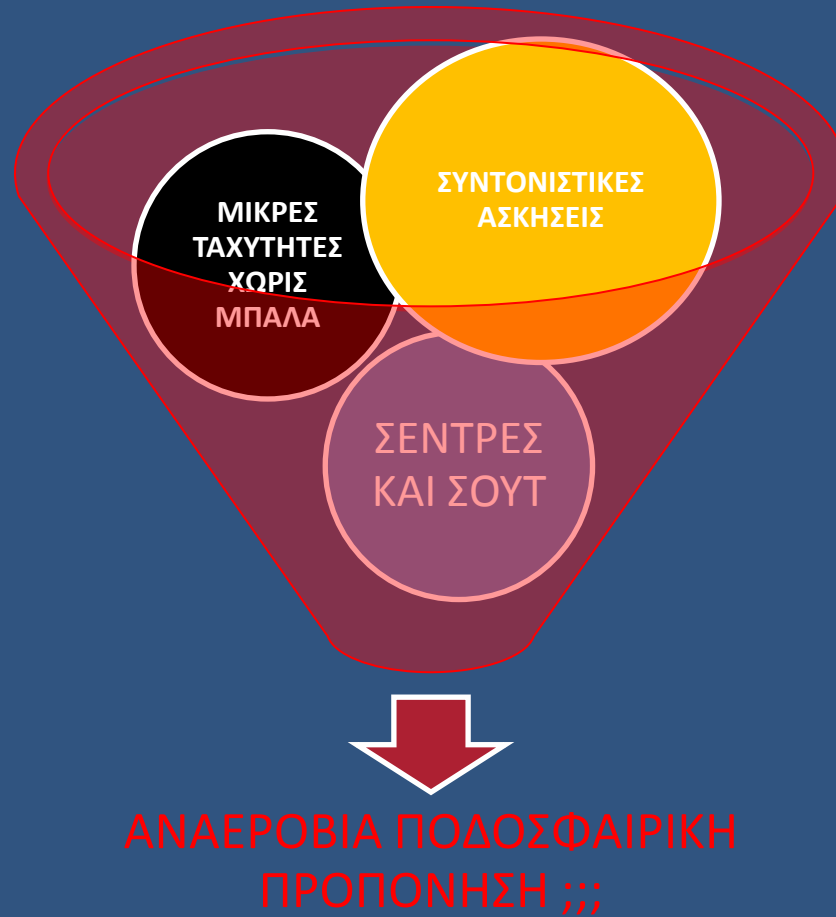 ΣΥΝΤΟΝΙΣΤΙΚΕΣ
ΑΣΚΗΣΕΙΣ
ΜΙΚΡΕΣ
ΤΑΧΥΤΗΤΕΣ
ΧΩΡΙΣ
ΜΠΑΛΑ
ΣΕΝΤΡΕΣ
ΚΑΙ ΣΟΥΤ
ΑΝΑΕΡΟΒΙΑ ΠΟΔΟΣΦΑΙΡΙΚΗ
ΠΡΟΠΟΝΗΣΗ ;;;